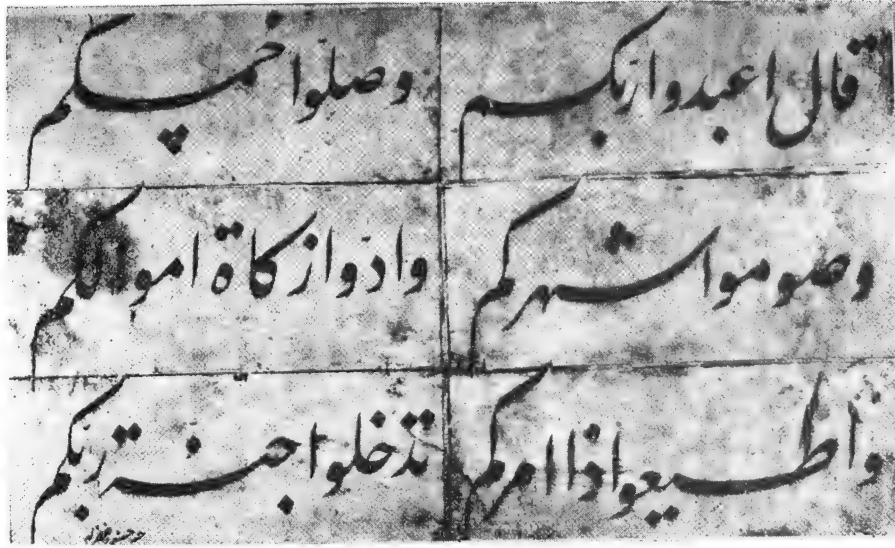 قال اعبدوا ربکم
وصلوا خمسکم
وصوموا شهرکم
وادوا زکاة اموالکم
واطیعوا اذا امرکم
تدخلوا جنة ربکم